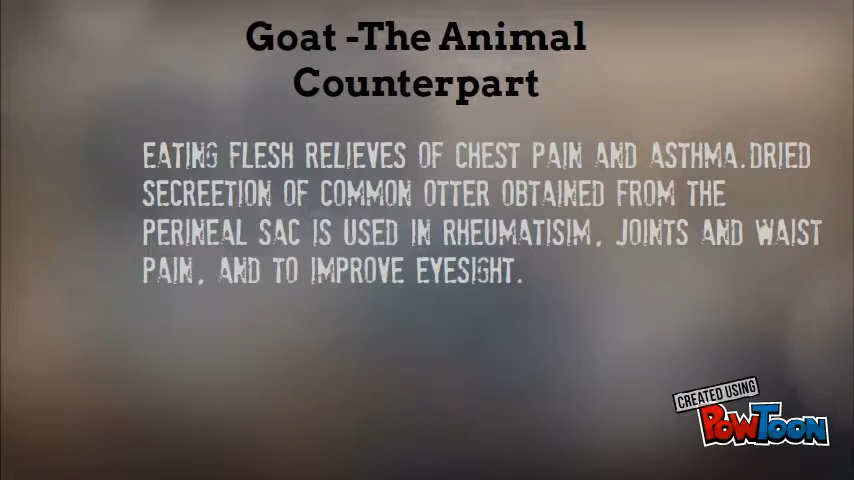 Goat -The Animal
Counterpart
EATING FLESH RELIEVES OF CHEST PAIN AND ASTHMA.DRIED
SECREETION OF COMMON OTTER OBTAINED FROM THE
PERINEAL SAC IS USED IN RHEUMATISIM, JOINTS AND WAIST
PAIN, AND TO IMPROVE EYESIGHT.
CREATED USING
POWTOON